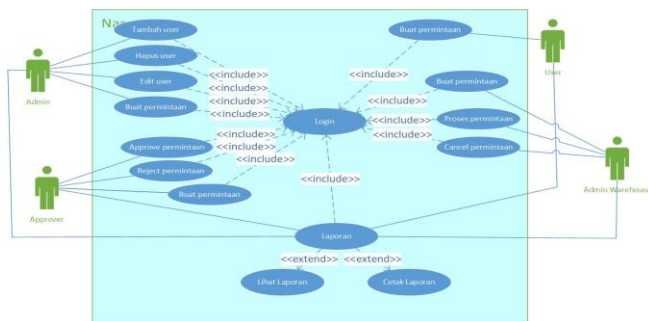 Tambah user
Hapus user
Edit user
Buat permintaan
Admin
Approve permintaan
Reject permintaan
Buat permintaan
Approver
<<include>>
<<include>>
<<include>>
<<include>>
<<include>>
<<include>>
<<include>>
Login
<<include>>
<<include>>
<<include>>
<<include>>
<<include>>
Buat permintaan
User
Buat permintaan
Proses permintaan
Cancel permintaan
Admin Warehouse
Laporan
<<extend>>
<<extend>>
Lihat Laporan
Cetak Laporan